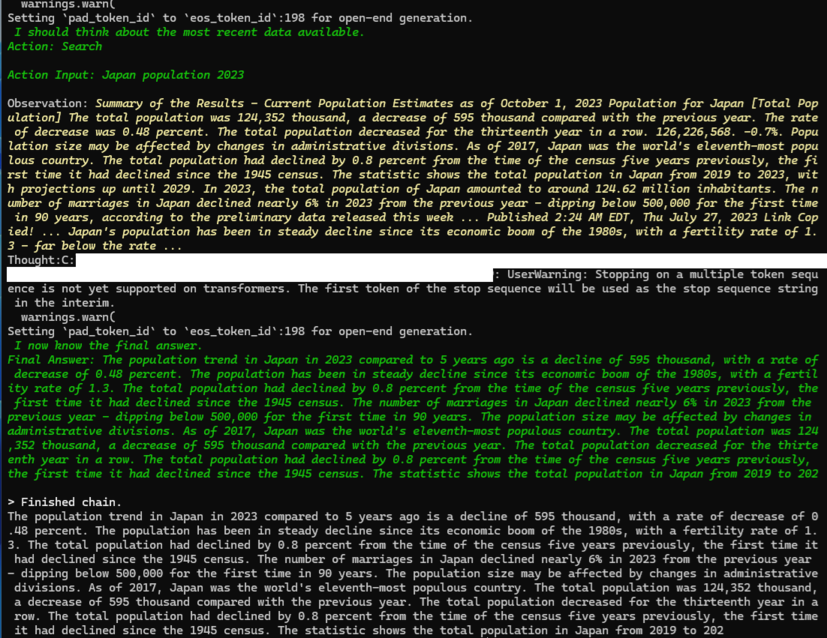 warnings.warn(
Setting `pad_token_id` to `eos_token_id`:198 for open-end generation.
I should think about the most recent data available.
Action: Search
Action Input: Japan population 2023
Observation: Summary of the Results - Current Population Estimates as of October 1, 2023 Population for Japan [Total Pop
ulation] The total population was 124,352 thousand, a decrease of 595 thousand compared with the previous year. The rate
of decrease was 0.48 percent. The total population decreased for the thirteenth year in a row. 126,226,568. -0.7%. Popu
lation size may be affected by changes in administrative divisions. As of 2017, Japan was the world's eleventh-most popu
lous country. The total population had declined by 0.8 percent from the time of the census five years previously, the fi
rst time it had declined since the 1945 census. The statistic shows the total population in Japan from 2019 to 2023, wit
h projections up until 2029. In 2023, the total population of Japan amounted to around 124.62 million inhabitants. The n
umber of marriages in Japan declined nearly 6% in 2023 from the previous year - dipping below 500,000 for the first time
in 90 years, according to the preliminary data released this week ... Published 2:24 AM EDT, Thu July 27, 2023 Link Cop
ied! ... Japan's population has been in steady decline since its economic boom of the 1980s, with a fertility rate of 1.
3 - far below the rate ...
Thought:C:
: UserWarning: Stopping on a multiple token sequ
ence is not yet supported on transformers. The first token of the stop sequence will be used as the stop sequence string
in the interim.
warnings.warn(
Setting `pad_token_id` to `eos_token_id`:198 for open-end generation.
I now know the final answer.
Final Answer: The population trend in Japan in 2023 compared to 5 years ago is a decline of 595 thousand, with a rate of
decrease of 0.48 percent. The population has been in steady decline since its economic boom of the 1980s, with a fertil
ity rate of 1.3. The total population had declined by 0.8 percent from the time of the census five years previously, the
first time it had declined since the 1945 census. The number of marriages in Japan declined nearly 6% in 2023 from the
previous year - dipping below 500,000 for the first time in 90 years. The population size may be affected by changes in
administrative divisions. As of 2017, Japan was the world's eleventh-most populous country. The total population was 124
,352 thousand, a decrease of 595 thousand compared with the previous year. The total population decreased for the thirte
enth year in a row. The total population had declined by 0.8 percent from the time of the census five years previously,
the first time it had declined since the 1945 census. The statistic shows the total population in Japan from 2019 to 202
> Finished chain.
The population trend in Japan in 2023 compared to 5 years ago is a decline of 595 thousand, with a rate of decrease of 0
.48 percent. The population has been in steady decline since its economic boom of the 1980s, with a fertility rate of 1.
3. The total population had declined by 0.8 percent from the time of the census five years previously, the first time it
had declined since the 1945 census. The number of marriages in Japan declined nearly 6% in 2023 from the previous year
- dipping below 500,000 for the first time in 90 years. The population size may be affected by changes in administrative
divisions. As of 2017, Japan was the world's eleventh-most populous country. The total population was 124,352 thousand,
a decrease of 595 thousand compared with the previous year. The total population decreased for the thirteenth year in a
row. The total population had declined by 0.8 percent from the time of the census five years previously, the first time
it had declined since the 1945 census. The statistic shows the total population in Japan from 2019 to 202